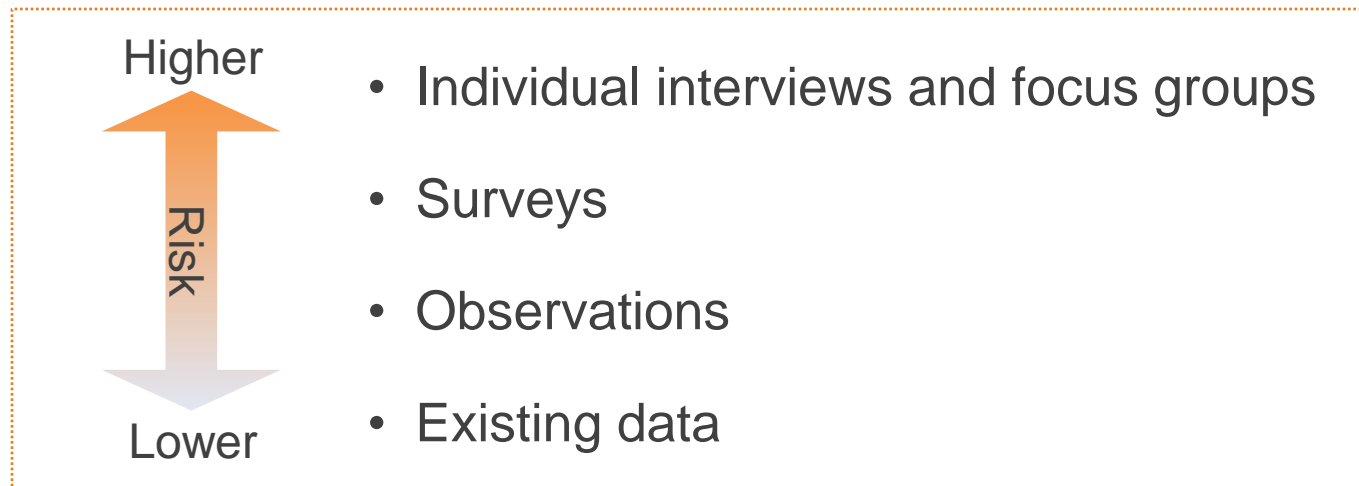 Higher
Risk
Lower
• Individual interviews and focus groups
• Surveys
• Observations
• Existing data